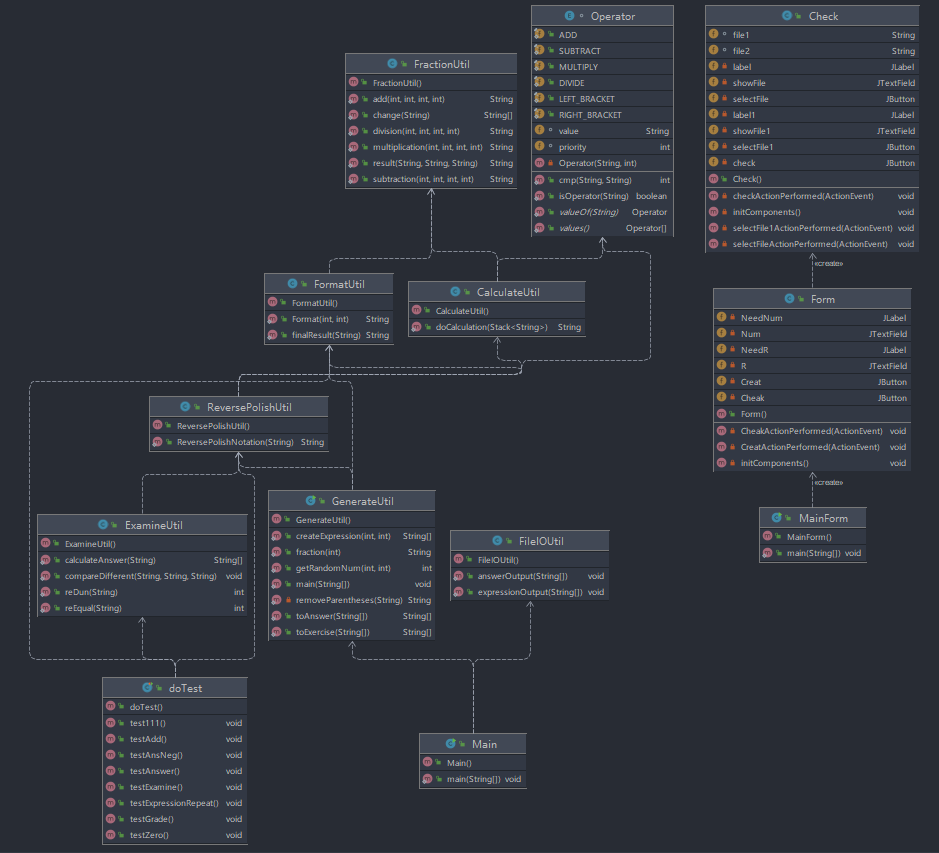 Operator
ADD
SUBTRACT
MULTIPLY
DIVIDE
LEFT_BRACKET
RIGHT_BRACKET
value String
priority int
Operator(String, int)
cmp(String, String) int
isOperator(String) boolean
valueOf(String) Operator
values() Operator[]
Check
file1 String
file2 String
label JLabel
showFile JTextField
selectFile JButton
label1 JLabel
showFile1 JTextField
selectFile1 JButton
check JButton
Check()
checkActionPerformed(ActionEvent) void
initComponents() void
selectFile1ActionPerformed(ActionEvent) void
selectFileActionPerformed(ActionEvent) void
FractionUtil
FractionUtil()
add(int, int, int, int) String
change(String) String[]
division(int, int, int, int) String
multiplication(int, int, int, int) String
result(String, String, String) String
subtraction(int, int, int, int) String
«create»
FormatUtil
FormatUtil()
Format(int, int) String
finalResult(String) String
CalculateUtil
CalculateUtil()
doCalculation(Stack<String>) String
Form
NeedNum JLabel
Num JTextField
NeedR JLabel
R JTextField
Creat JButton
Cheak JButton
Form()
CheakActionPerformed(ActionEvent) void
CreatActionPerformed(ActionEvent) void
initComponents() void
ReversePolishUtil
ReversePolishUtil()
ReversePolishNotation(String) String
«create»
ExamineUtil
ExamineUtil()
calculateAnswer(String) String[]
compareDifferent(String, String, String) void
reDun(String) int
reEqual(String) int
GenerateUtil
GenerateUtil()
createExpression(int, int) String[]
fraction(int) String
getRandomNum(int, int) int
main(String[]) void
removeParentheses(String) String
toAnswer(String[]) String[]
toExercise(String[]) String[]
FileIOUtil
FileIOUtil()
answerOutput(String[]) void
expressionOutput(String[]) void
MainForm
MainForm()
main(String[]) void
doTest
doTest()
test111() void
testAdd() void
testAnsNeg() void
testAnswer() void
testExamine() void
testExpressionRepeat() void
testGrade() void
testZero() void
Main
Main()
main(String[]) void